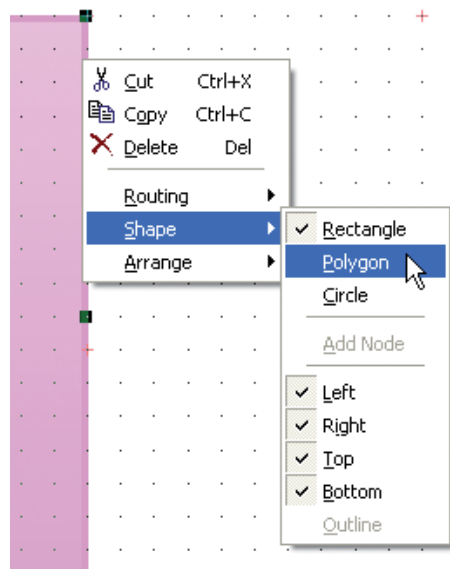 Cut Ctrl+X
Copy Ctrl+C
Delete Del
Routing
Shape
Arrange
Rectangle
Polygon
Circle
Add Node
Left
Right
Top
Bottom
Outline